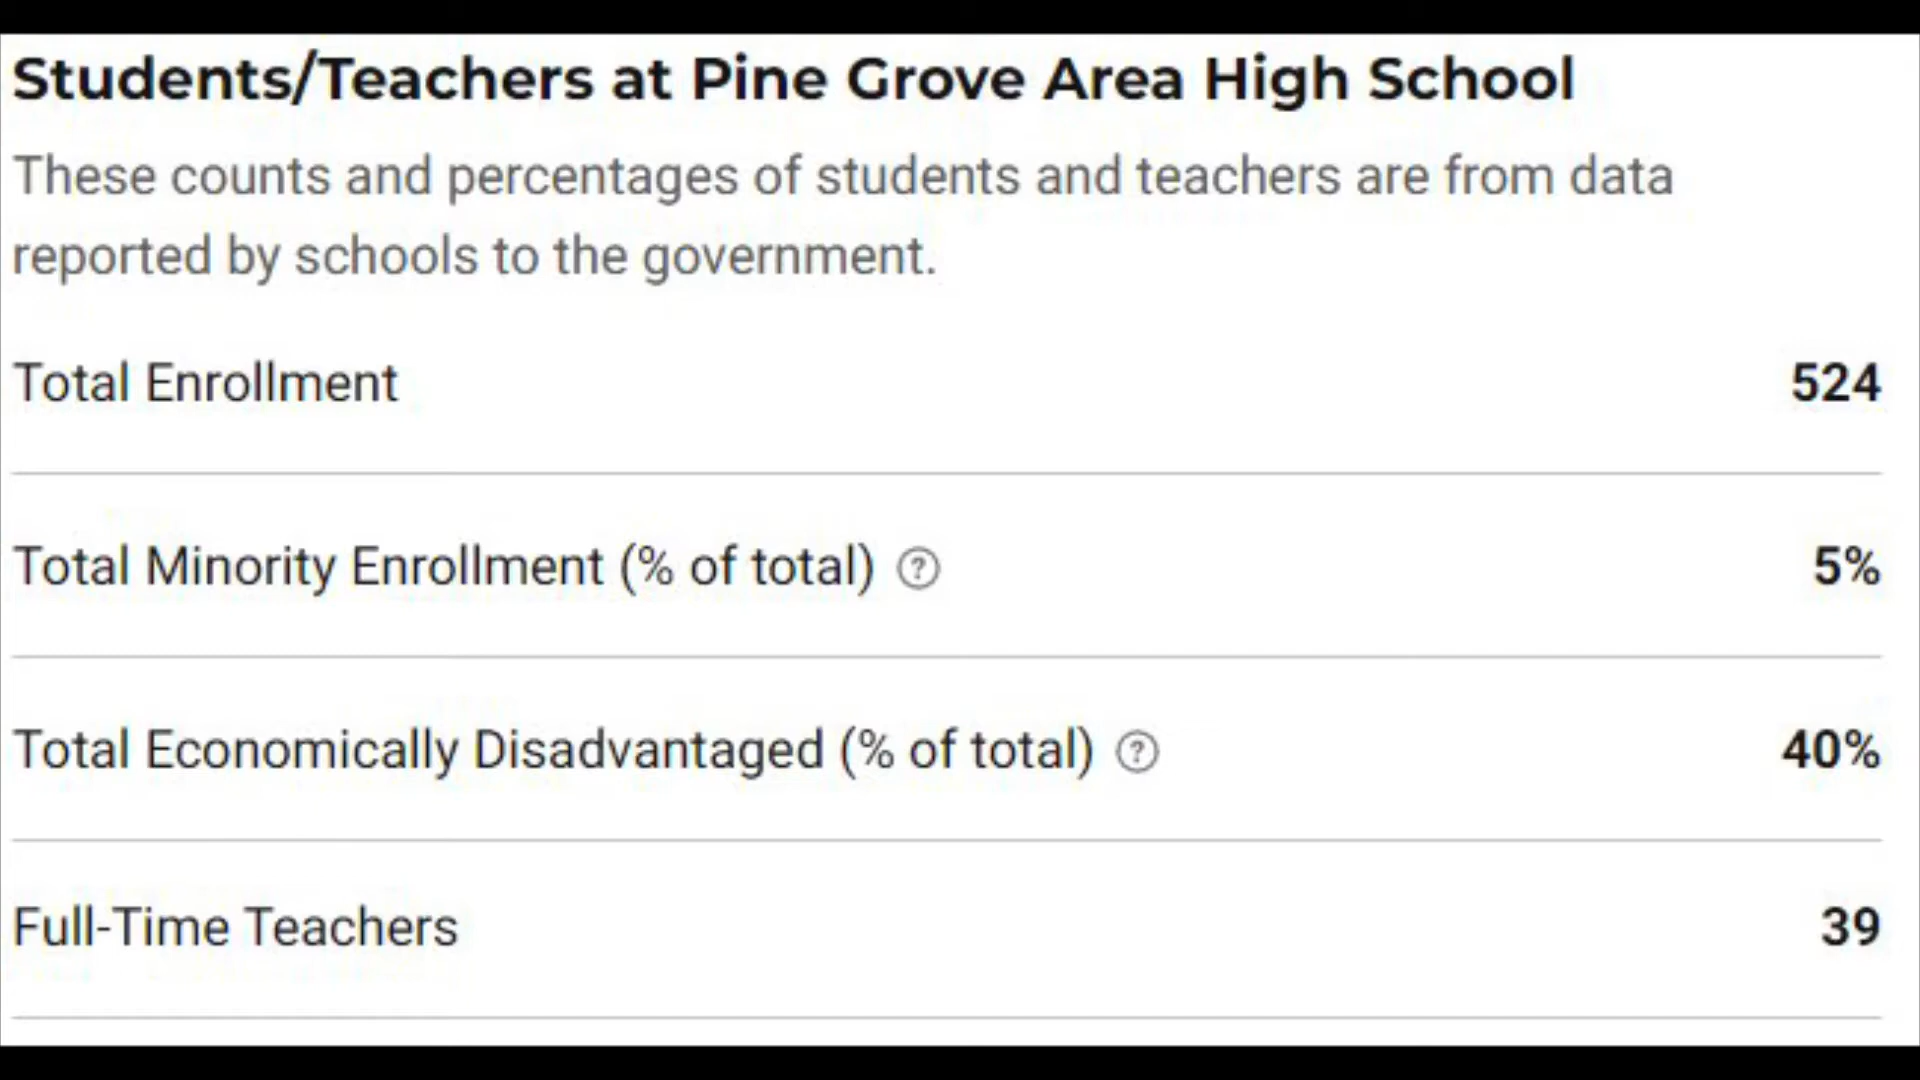 Students/Teachers at Pine Grove Area High School
These counts and percentages of students and teachers are from data
reported by schools to the government.
Total Enrollment 524
Total Minority Enrollment (% of total) ? 5%
Total Economically Disadvantaged (% of total) ? 40%
Full-Time Teachers 39